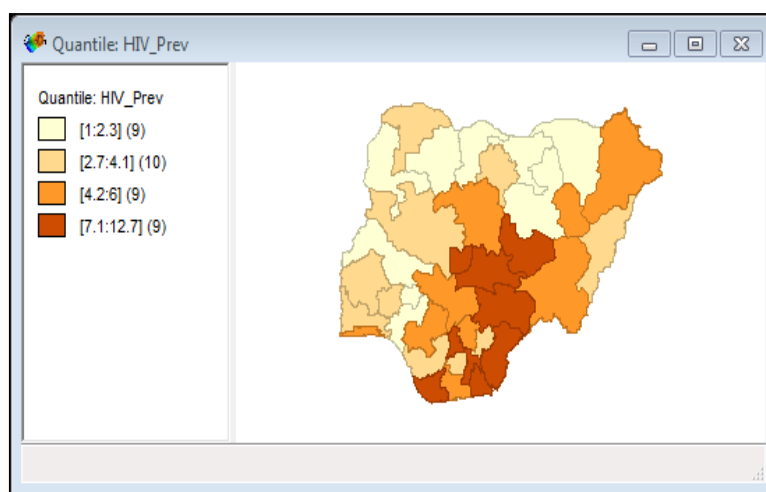 Quantile: HIV_Prev
Quantile: HIV_Prev
[1:2.3] (9)
[2.7:4.1] (10)
[4.2:6] (9)
[7.1:12.7] (9)